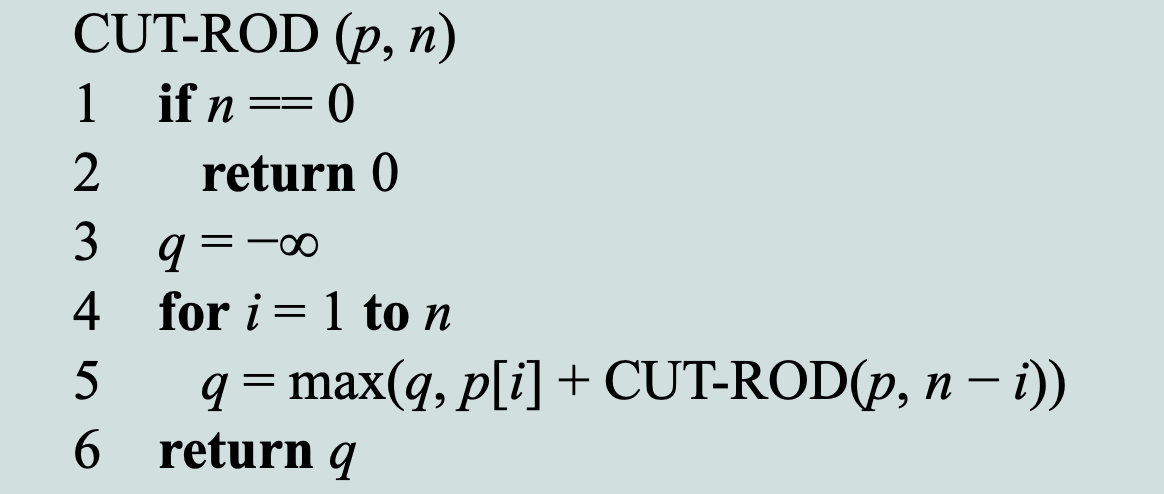 CUT-ROD (p, n)
1 if n == 0
2 return 0
3 q = −∞
4 for i = 1 to n
5 q = max(q, p[i] + CUT-ROD(p, n − i))
6 return q